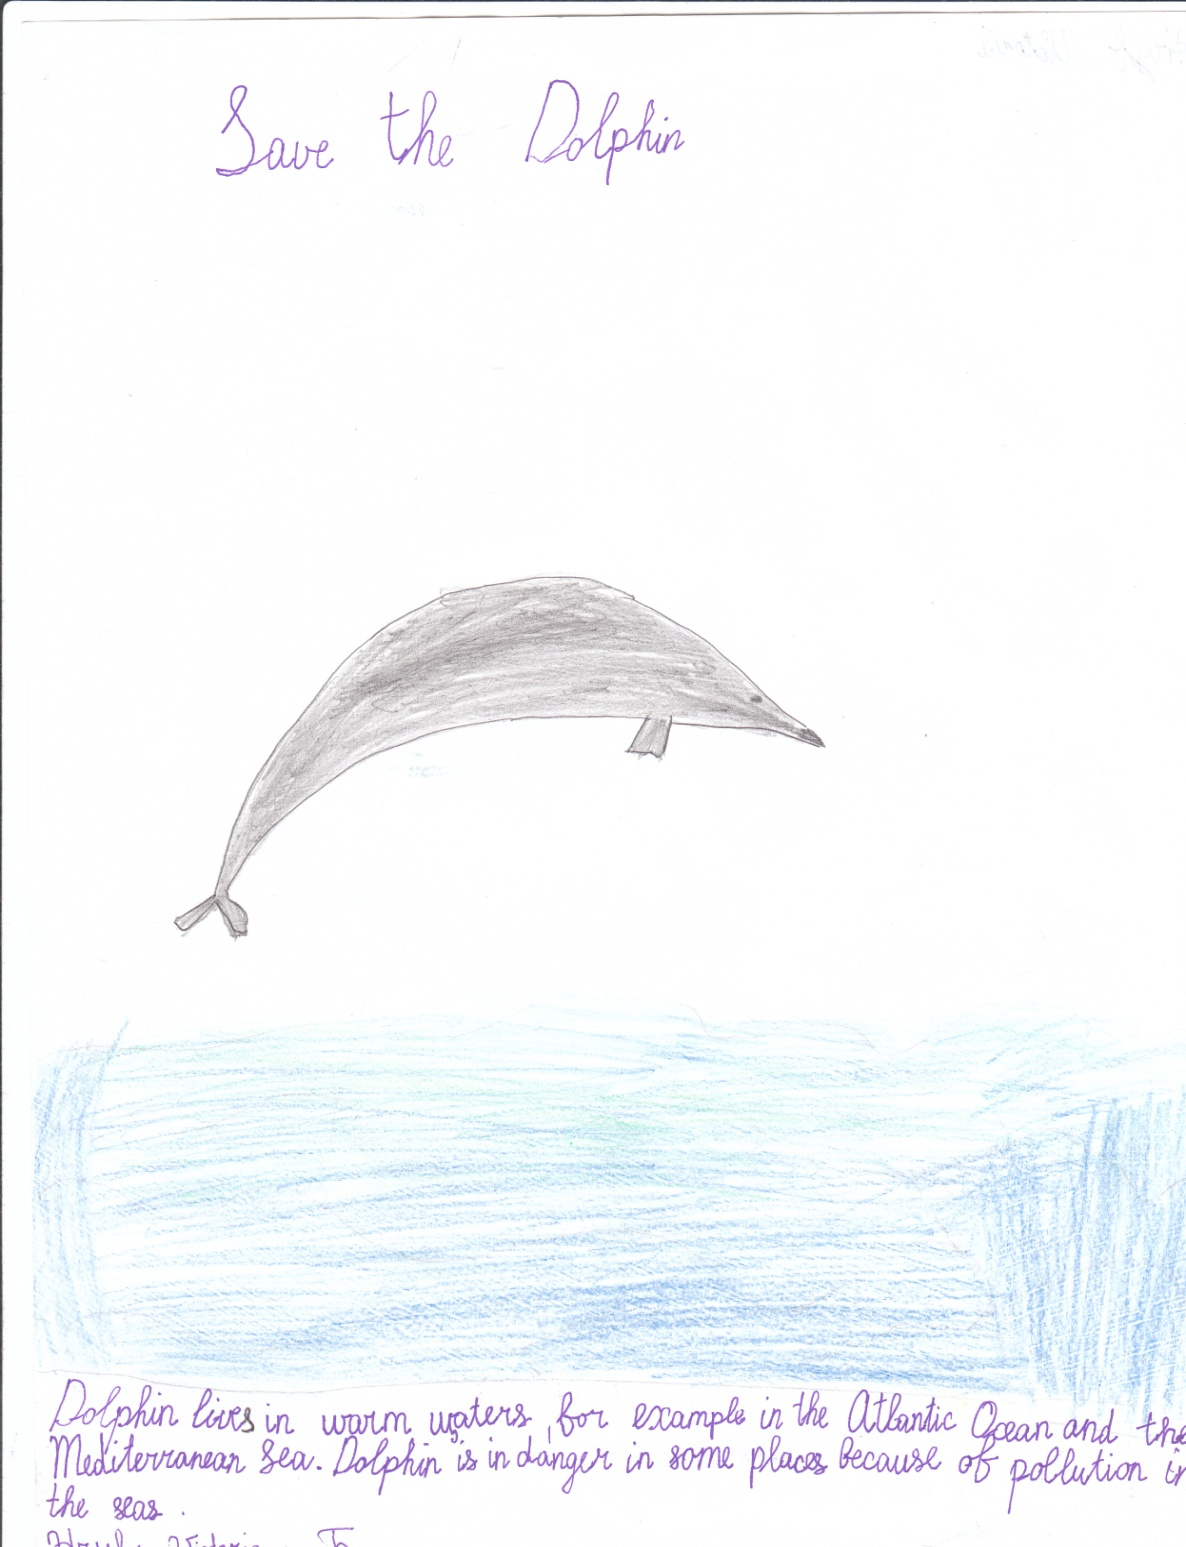 Save the Dolphin
Dolphin lives in warm waters, for example in the Atlantic Ocean and the
Mediterranean Sea. Dolphin is in danger in some places because of pollution in
the seas.